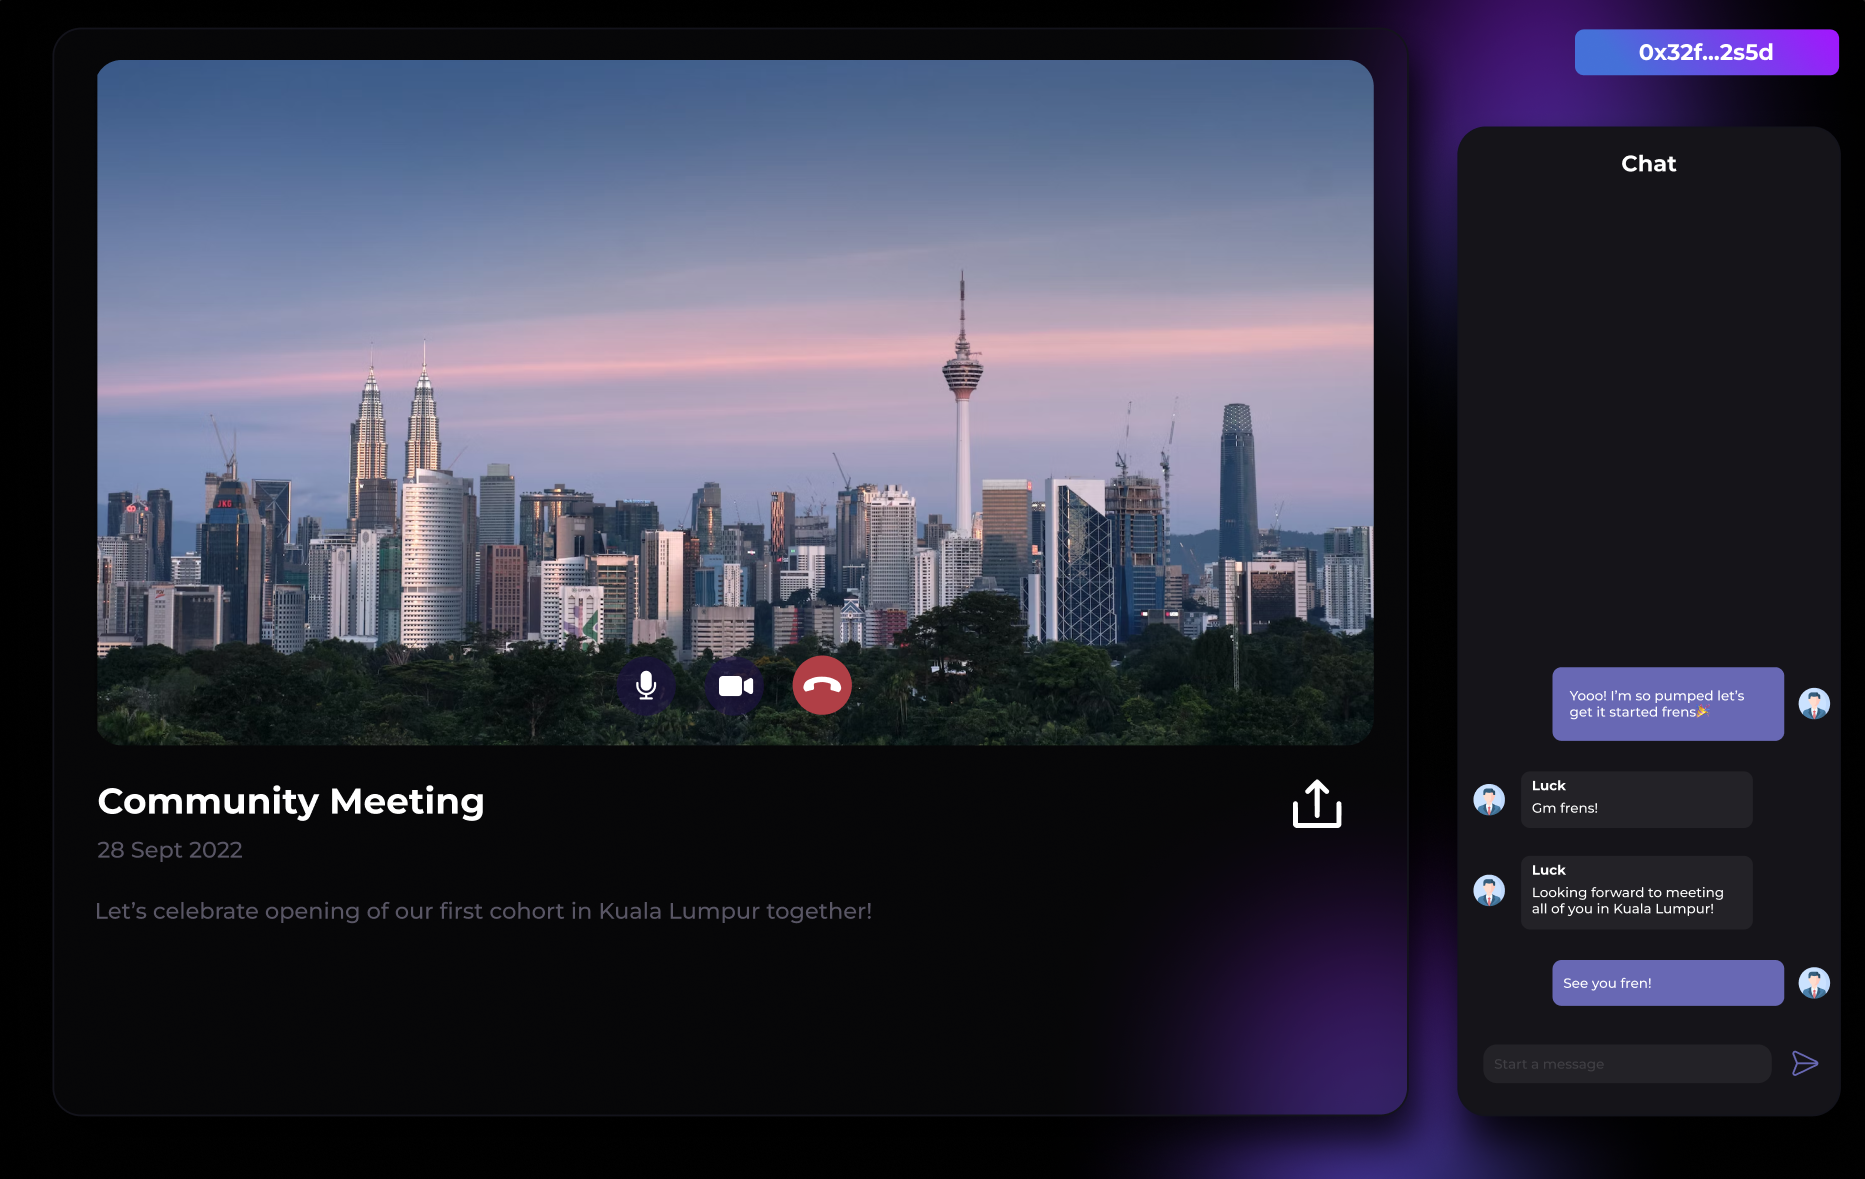 0x32f...2s5d
Chat
JKG
Yooo! I'm so pumped let's
get it started frens🎉
Luck
Gm frens!
Luck
Looking forward to meeting
all of you in Kuala Lumpur!
See you fren!
Start a message
Community Meeting
28 Sept 2022
Let's celebrate opening of our first cohort in Kuala Lumpur together!